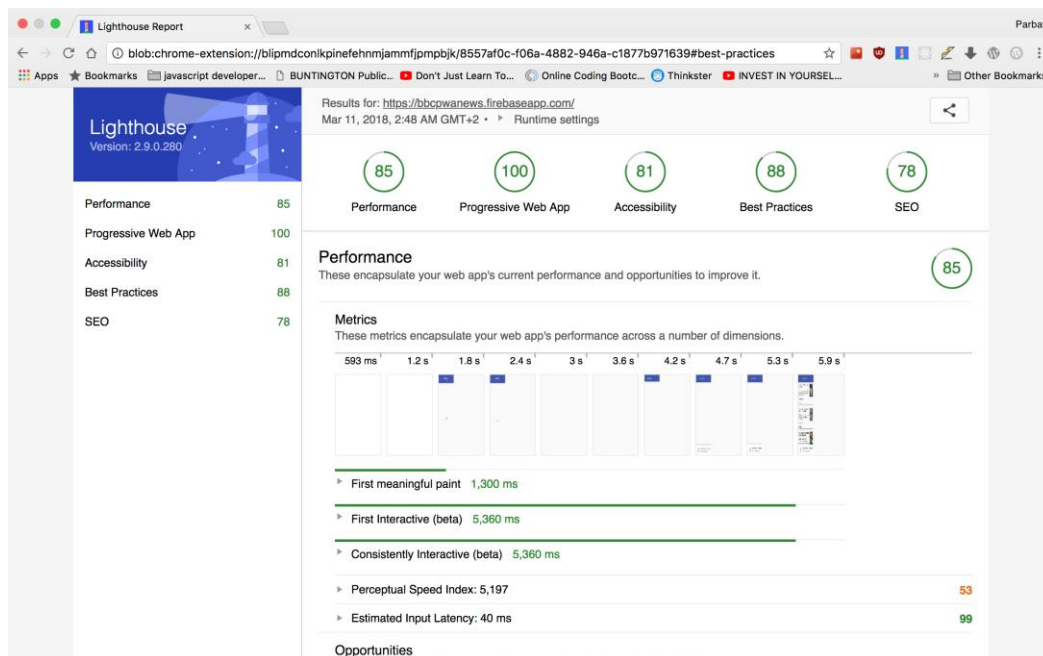 Lighthouse Report
Parba
blob:chrome-extension://blipmdconlkpinefehnmjammfjpmpbjk/8557af0c-f06a-4882-946a-c1877b971639#best-practices
Apps Bookmarks javascript developer... BUNTINGTON Public... Don't Just Learn To... Online Coding Bootc... Thinkster INVEST IN YOURSEL... » Other Bookmarks
Lighthouse
Version: 2.9.0.280
Performance 85
Progressive Web App 100
Accessibility 81
Best Practices 88
SEO 78
Results for: https://bbcpwanews.firebaseapp.com/
Mar 11, 2018, 2:48 AM GMT+2 • Runtime settings
85 100 81 88 78
Performance Progressive Web App Accessibility Best Practices SEO
Performance
These encapsulate your web app's current performance and opportunities to improve it.
85
Metrics
These metrics encapsulate your web app's performance across a number of dimensions.
593 ms 1.2 s 1.8 s 2.4 s 3 s 3.6 s 4.2 s 4.7 s 5.3 s 5.9 s
First meaningful paint 1,300 ms
First Interactive (beta) 5,360 ms
Consistently Interactive (beta) 5,360 ms
Perceptual Speed Index: 5,197 53
Estimated Input Latency: 40 ms 99
Opportunities